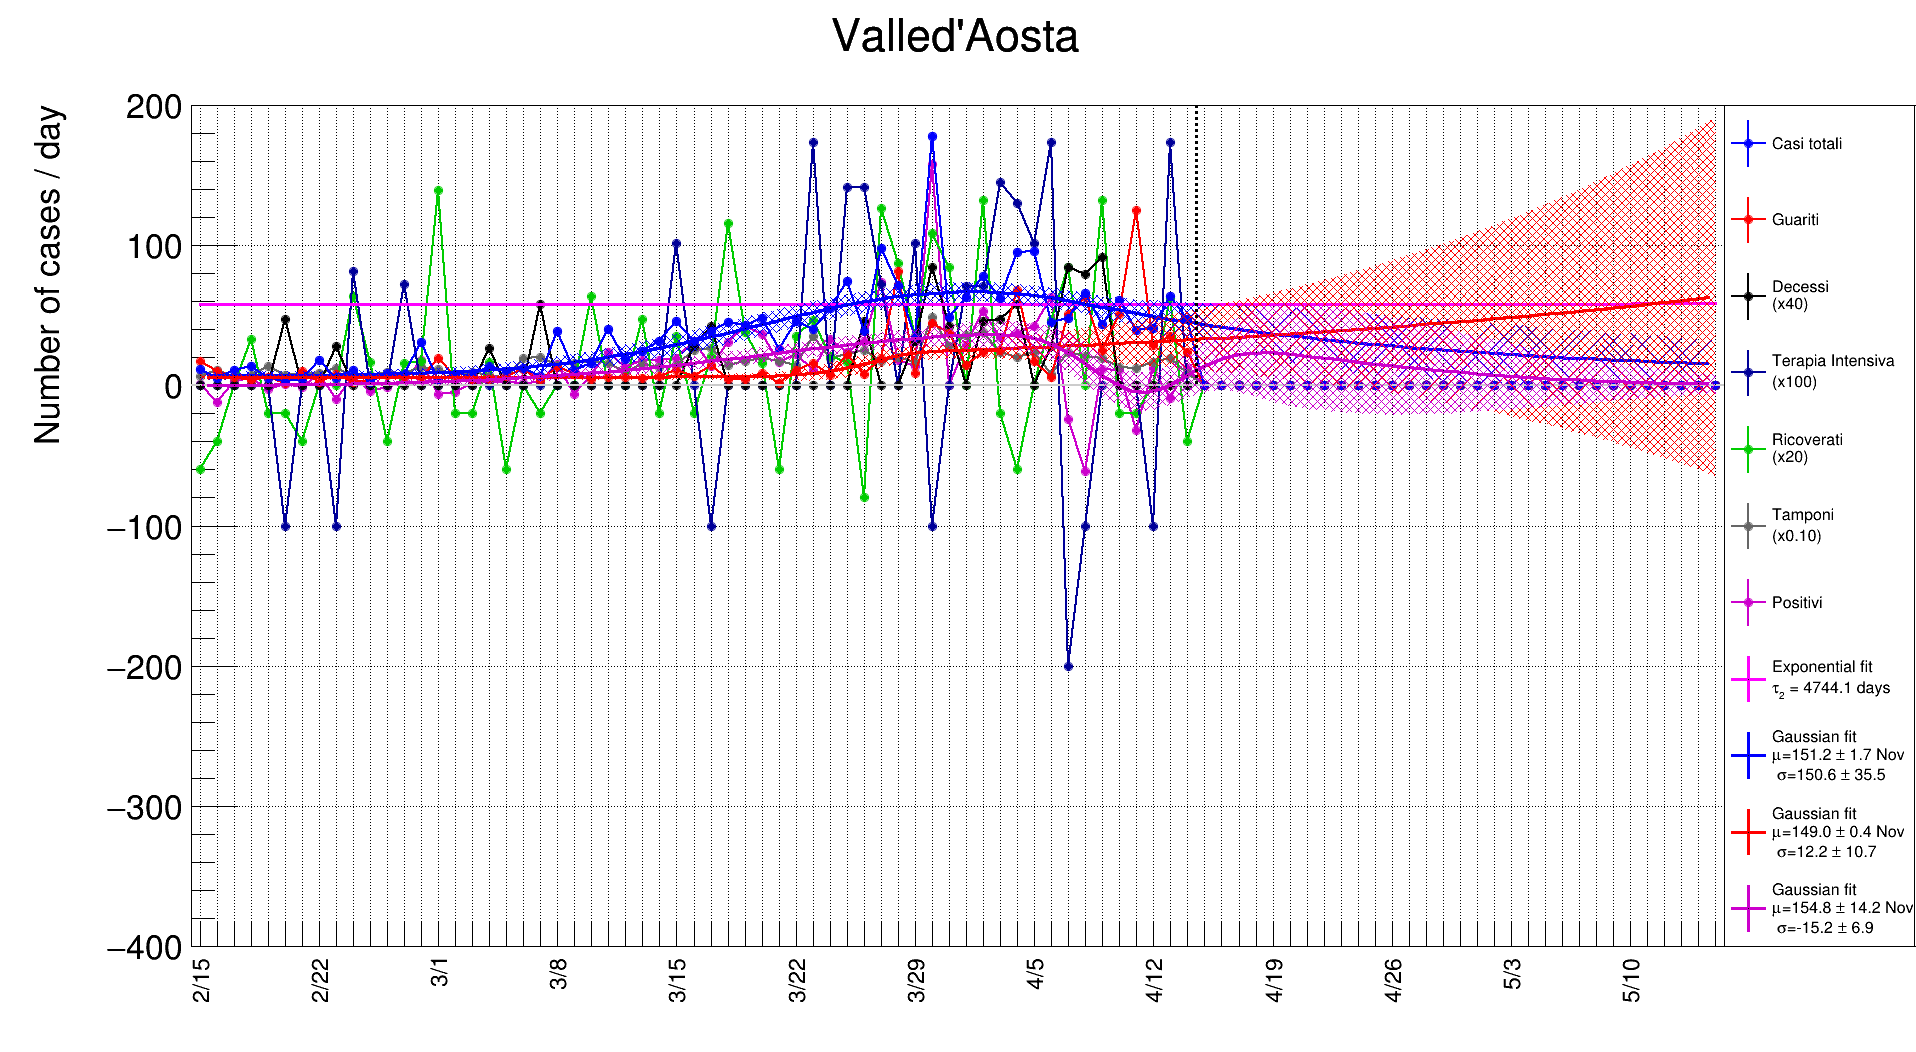 Valled'Aosta
Number of cases / day
200
100
0
−100
−200
−300
−400
2/15
2/22
3/1
3/8
3/15
3/22
3/29
4/5
4/12
4/19
4/26
5/3
5/10
Casi totali
Guariti
Decessi
(x40)
Terapia Intensiva
(x100)
Ricoverati
(x20)
Tamponi
(x0.10)
Positivi
Exponential fit
τ2 = 4744.1 days
Gaussian fit
μ=151.2 ± 1.7 Nov
σ=150.6 ± 35.5
Gaussian fit
μ=149.0 ± 0.4 Nov
σ=12.2 ± 10.7
Gaussian fit
μ=154.8 ± 14.2 Nov
σ=-15.2 ± 6.9